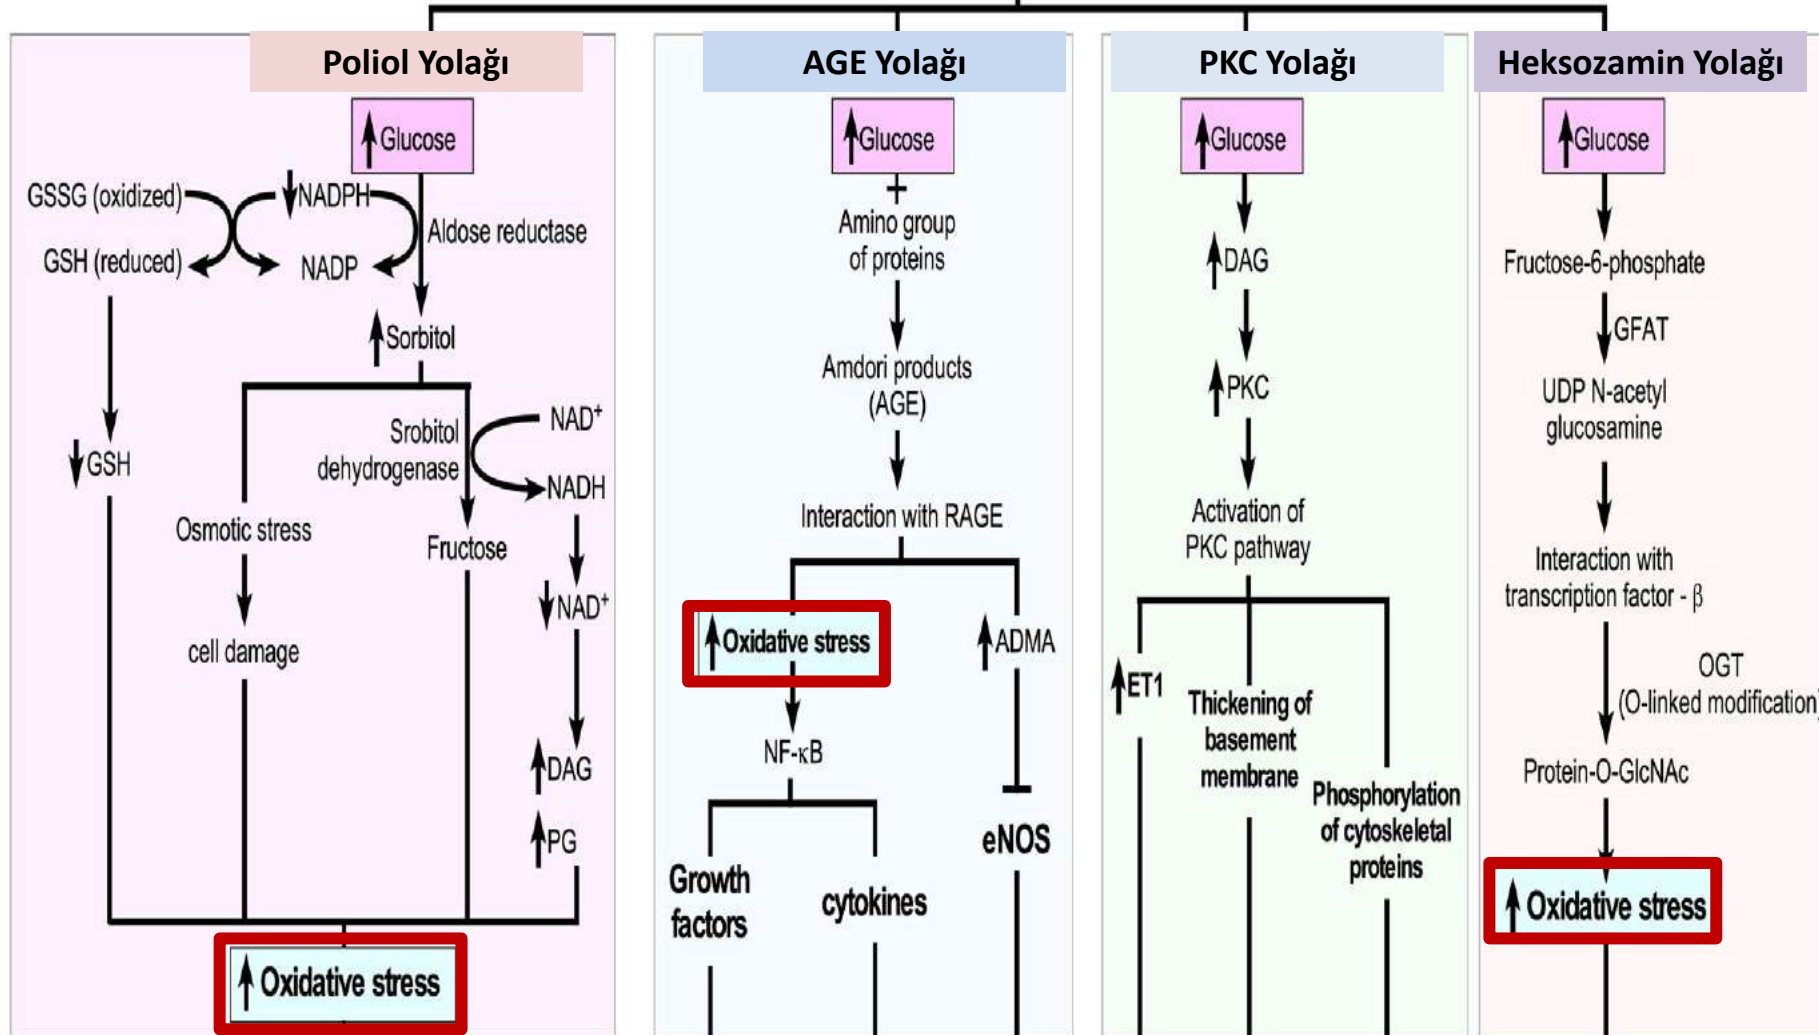 Poliol Yolağı
Glucose
GSSG (oxidized)
NADPH
Aldose reductase
GSH (reduced)
NADP
Sorbitol
NAD+
Srobitol
dehydrogenase
GSH
NADH
Osmotic stress
Fructose
NAD+
cell damage
DAG
PG
Oxidative stress
AGE Yolağı
Glucose
+
Amino group
of proteins
Amdori products
(AGE)
Interaction with RAGE
Oxidative stress
ADMA
NF-κB
eNOS
Growth
factors
cytokines
PKC Yolağı
Glucose
DAG
PKC
Activation of
PKC pathway
ET1
Thickening of
basement
membrane
Phosphorylation
of cytoskeletal
proteins
Heksozamin Yolağı
Glucose
Fructose-6-phosphate
GFAT
UDP N-acetyl
glucosamine
Interaction with
transcription factor - β
OGT
(O-linked modification)
Protein-O-GlcNAc
Oxidative stress